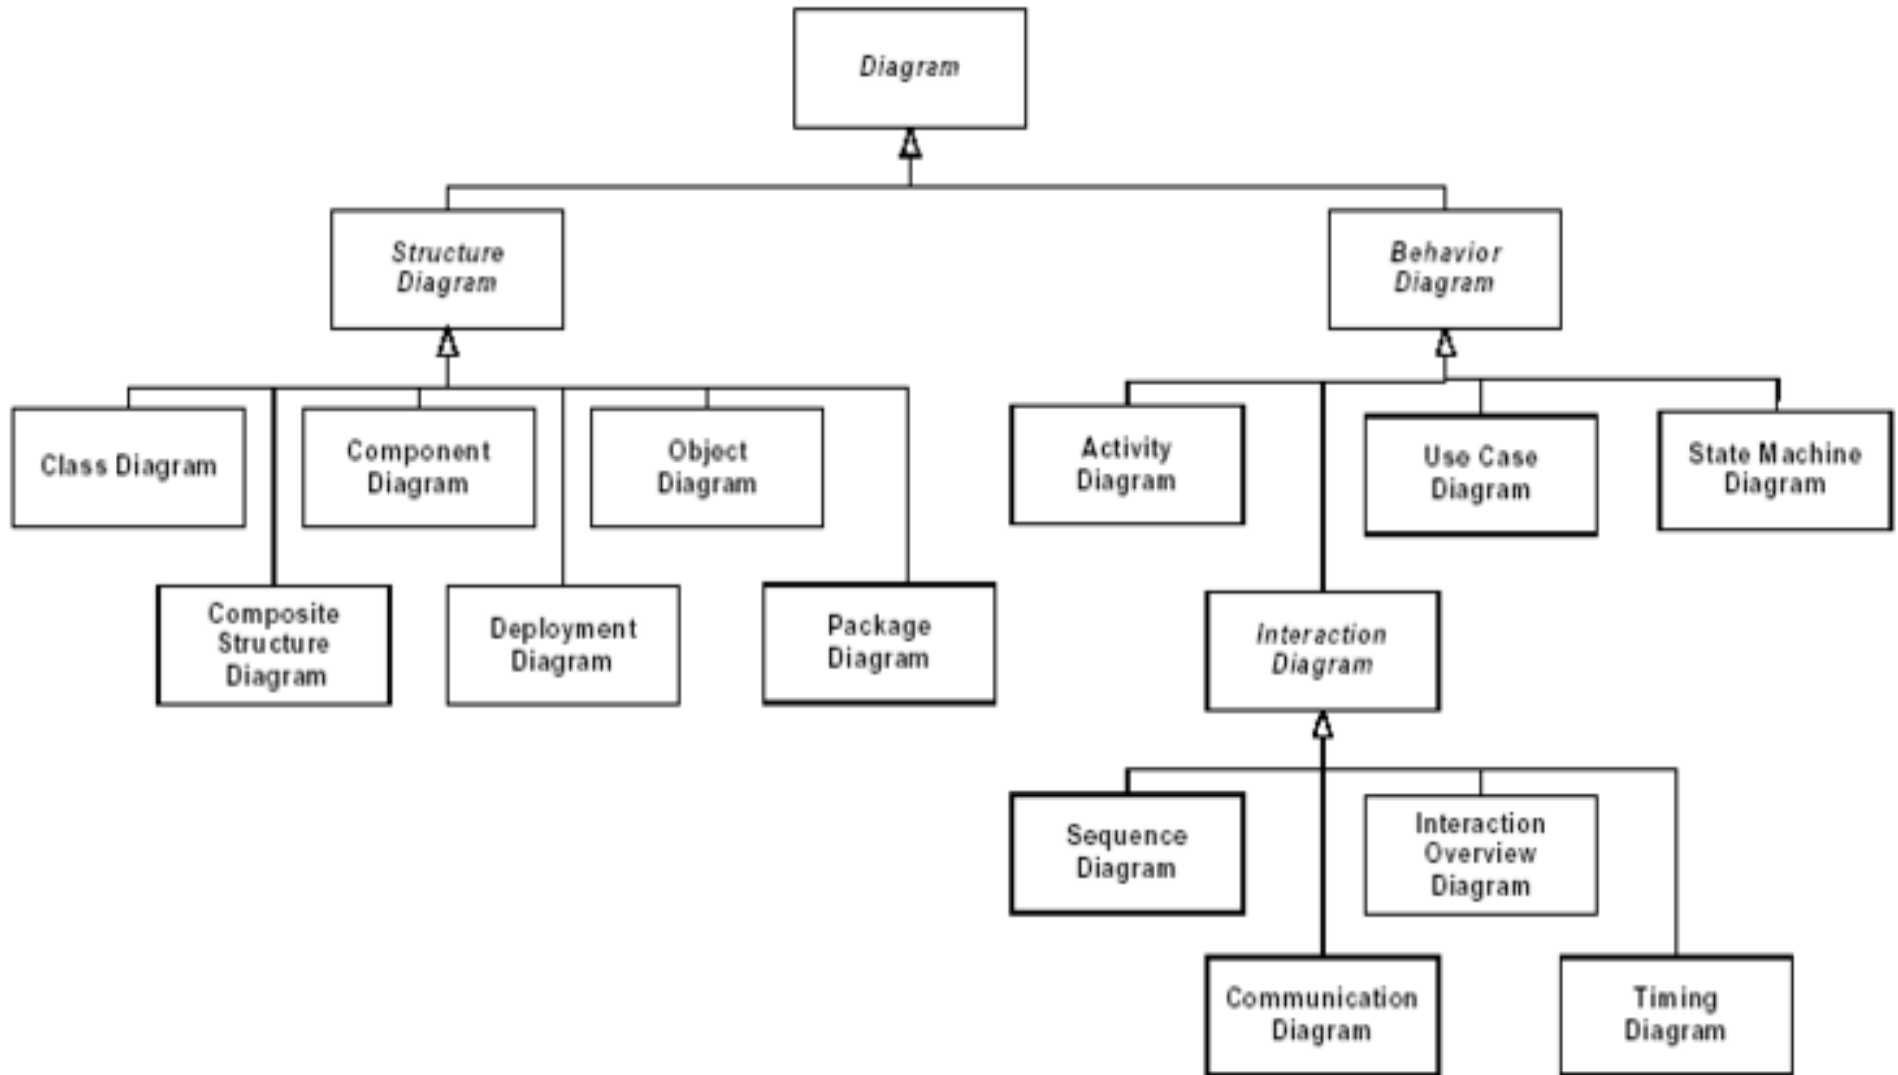 Diagram
Structure
Diagram
Behavior
Diagram
Class Diagram
Component
Diagram
Object
Diagram
Activity
Diagram
Use Case
Diagram
State Machine
Diagram
Composite
Structure
Diagram
Deployment
Diagram
Package
Diagram
Interaction
Diagram
Sequence
Diagram
Interaction
Overview
Diagram
Communication
Diagram
Timing
Diagram